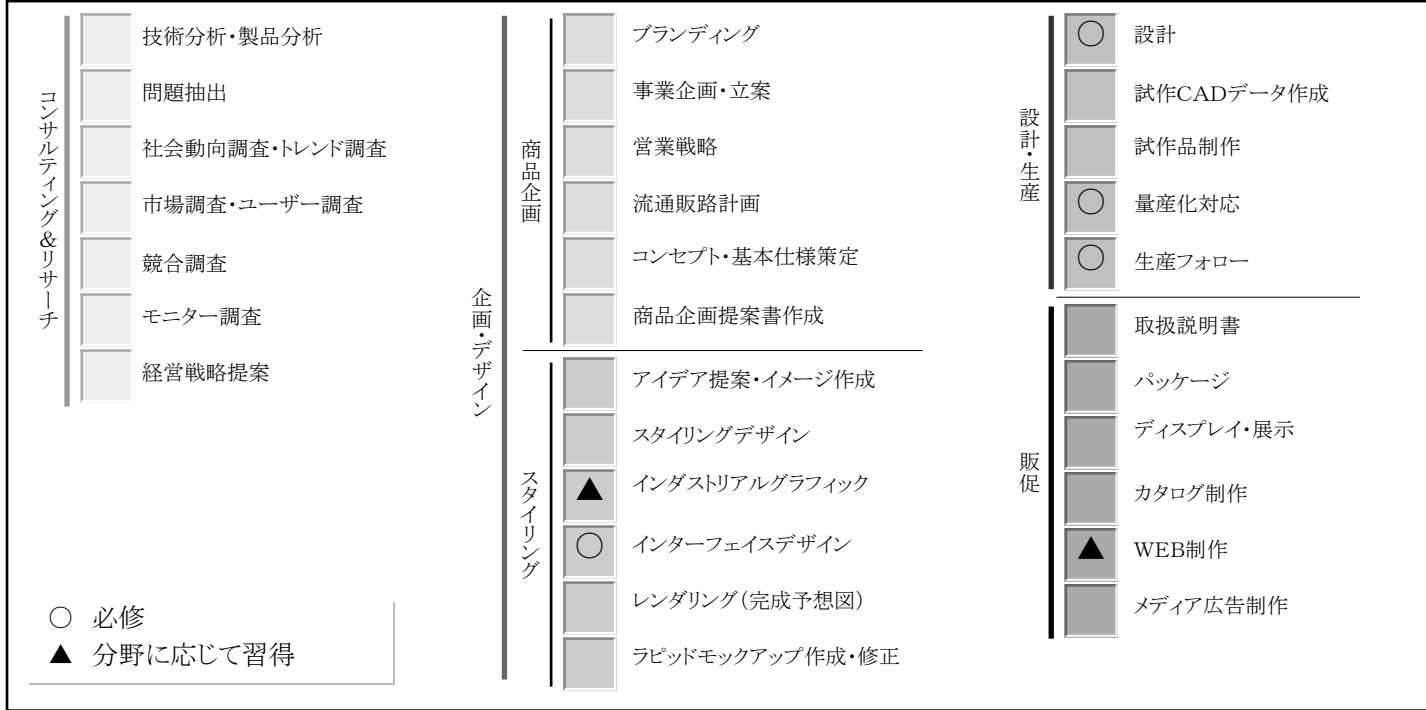 コンサルティング&リサーチ
技術分析・製品分析
問題抽出
社会動向調査・トレンド調査
市場調査・ユーザー調査
競合調査
モニター調査
経営戦略提案
企画・デザイン
商品企画
ブランディング
事業企画・立案
営業戦略
流通販路計画
コンセプト・基本仕様策定
商品企画提案書作成
スタイリング
アイデア提案・イメージ作成
スタイリングデザイン
▲ インダストリアルグラフィック
○ インターフェイスデザイン
レンダリング(完成予想図)
ラピッドモックアップ作成・修正
設計・生産
○ 設計
試作CADデータ作成
試作品制作
○ 量産化対応
○ 生産フォロー
販促
取扱説明書
パッケージ
ディスプレイ・展示
カタログ制作
▲ WEB制作
メディア広告制作
○ 必修
▲ 分野に応じて習得